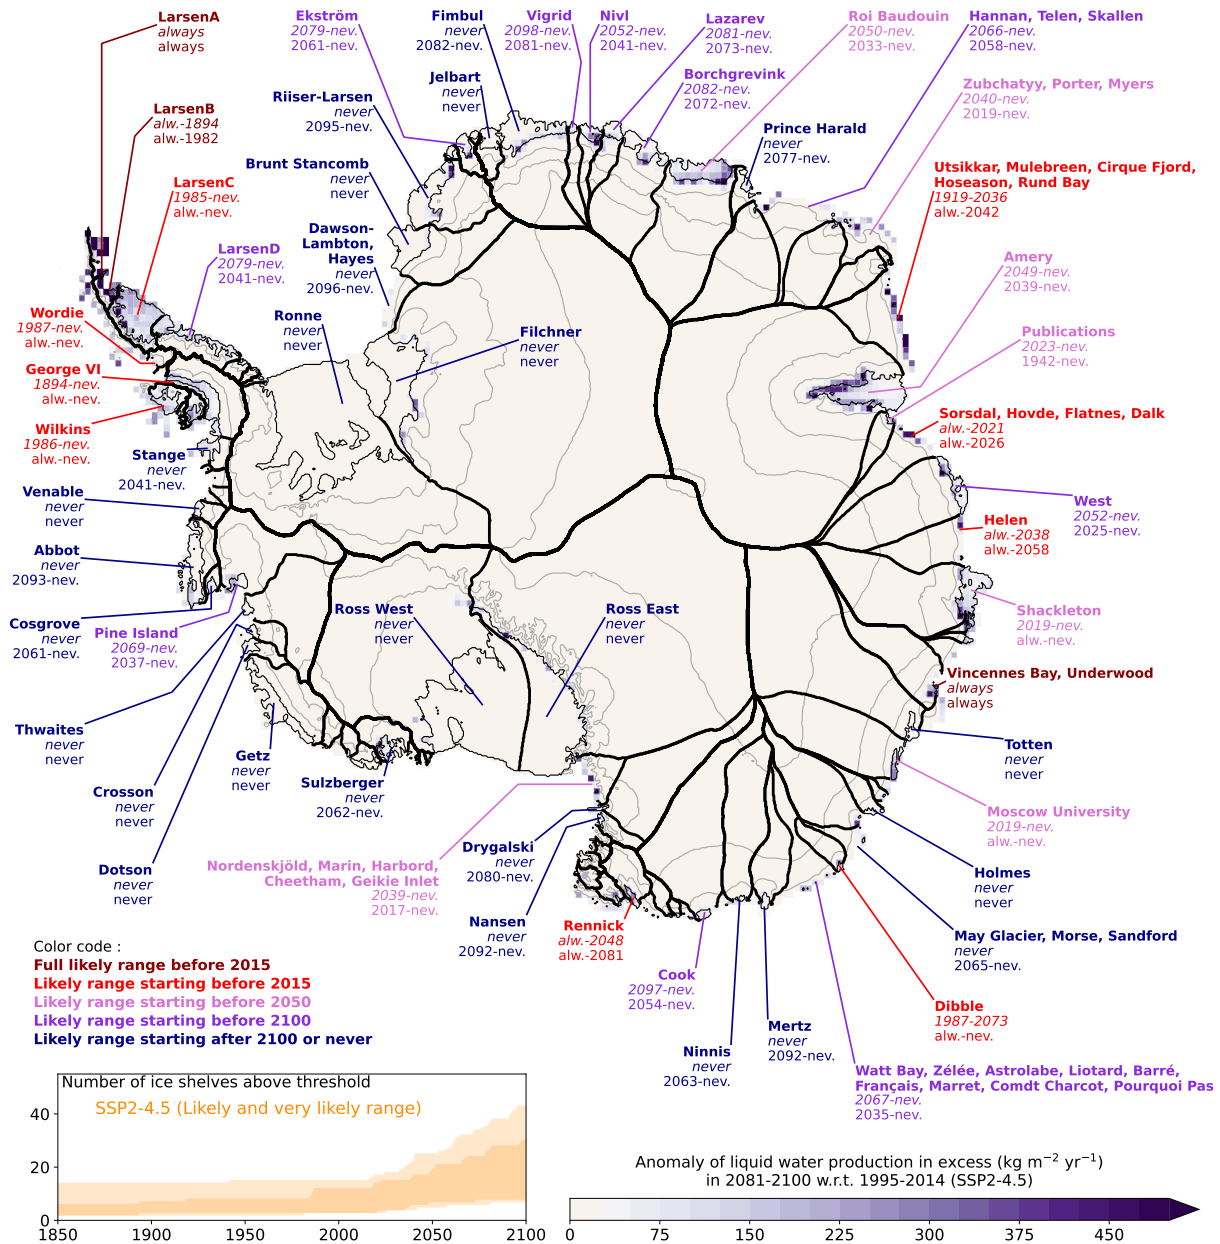 LarsenA
always
always
Ekström
2079-nev.
2061-nev.
Fimbul
never
2082-nev.
Vigrid
2098-nev.
2081-nev.
Nivl
2052-nev.
2041-nev.
Lazarev
2081-nev.
2073-nev.
Roi Baudouin
2050-nev.
2033-nev.
Hannan, Telen, Skallen
2066-nev.
2058-nev.
Jelbart
never
never
Borchgrevink
2082-nev.
2072-nev.
Zubchatyy, Porter, Myers
2040-nev.
2019-nev.
Riiser-Larsen
never
2095-nev.
LarsenB
alw.-1894
alw.-1982
Prince Harald
never
2077-nev.
Brunt Stancomb
never
never
Utsikkar, Mulebreen, Cirque Fjord,
Hoseason, Rund Bay
1919-2036
alw.-2042
LarsenC
1985-nev.
alw.-nev.
Dawson-
Lambton,
Hayes
never
2096-nev.
LarsenD
2079-nev.
2041-nev.
Amery
2049-nev.
2039-nev.
Wordie
1987-nev.
alw.-nev.
Ronne
never
never
Filchner
never
never
Publications
2023-nev.
1942-nev.
George VI
1894-nev.
alw.-nev.
Wilkins
1986-nev.
alw.-nev.
Sorsdal, Hovde, Flatnes, Dalk
alw.-2021
alw.-2026
Stange
never
2041-nev.
Venable
never
never
West
2052-nev.
2025-nev.
Helen
alw.-2038
alw.-2058
Abbot
never
2093-nev.
Cosgrove
never
2061-nev.
Pine Island
2069-nev.
2037-nev.
Ross West
never
never
Ross East
never
never
Shackleton
2019-nev.
alw.-nev.
Vincennes Bay, Underwood
always
always
Thwaites
never
never
Getz
never
never
Totten
never
never
Sulzberger
never
2062-nev.
Crosson
never
never
Moscow University
2019-nev.
alw.-nev.
Drygalski
never
2080-nev.
Dotson
never
never
Nordenskjöld, Marin, Harbord,
Cheetham, Geikie Inlet
2039-nev.
2017-nev.
Holmes
never
never
Nansen
never
2092-nev.
Rennick
alw.-2048
alw.-2081
May Glacier, Morse, Sandford
never
2065-nev.
Cook
2097-nev.
2054-nev.
Dibble
1987-2073
alw.-nev.
Mertz
never
2092-nev.
Ninnis
never
2063-nev.
Watt Bay, Zélée, Astrolabe, Liotard, Barré,
Français, Marret, Comdt Charcot, Pourquoi Pas
2067-nev.
2035-nev.
Color code :
Full likely range before 2015
Likely range starting before 2015
Likely range starting before 2050
Likely range starting before 2100
Likely range starting after 2100 or never
Number of ice shelves above threshold
SSP2-4.5 (Likely and very likely range)
40
20
0
1850 1900 1950 2000 2050 2100
Anomaly of liquid water production in excess (kg m−2 yr−1)
in 2081-2100 w.r.t. 1995-2014 (SSP2-4.5)
0 75 150 225 300 375 450